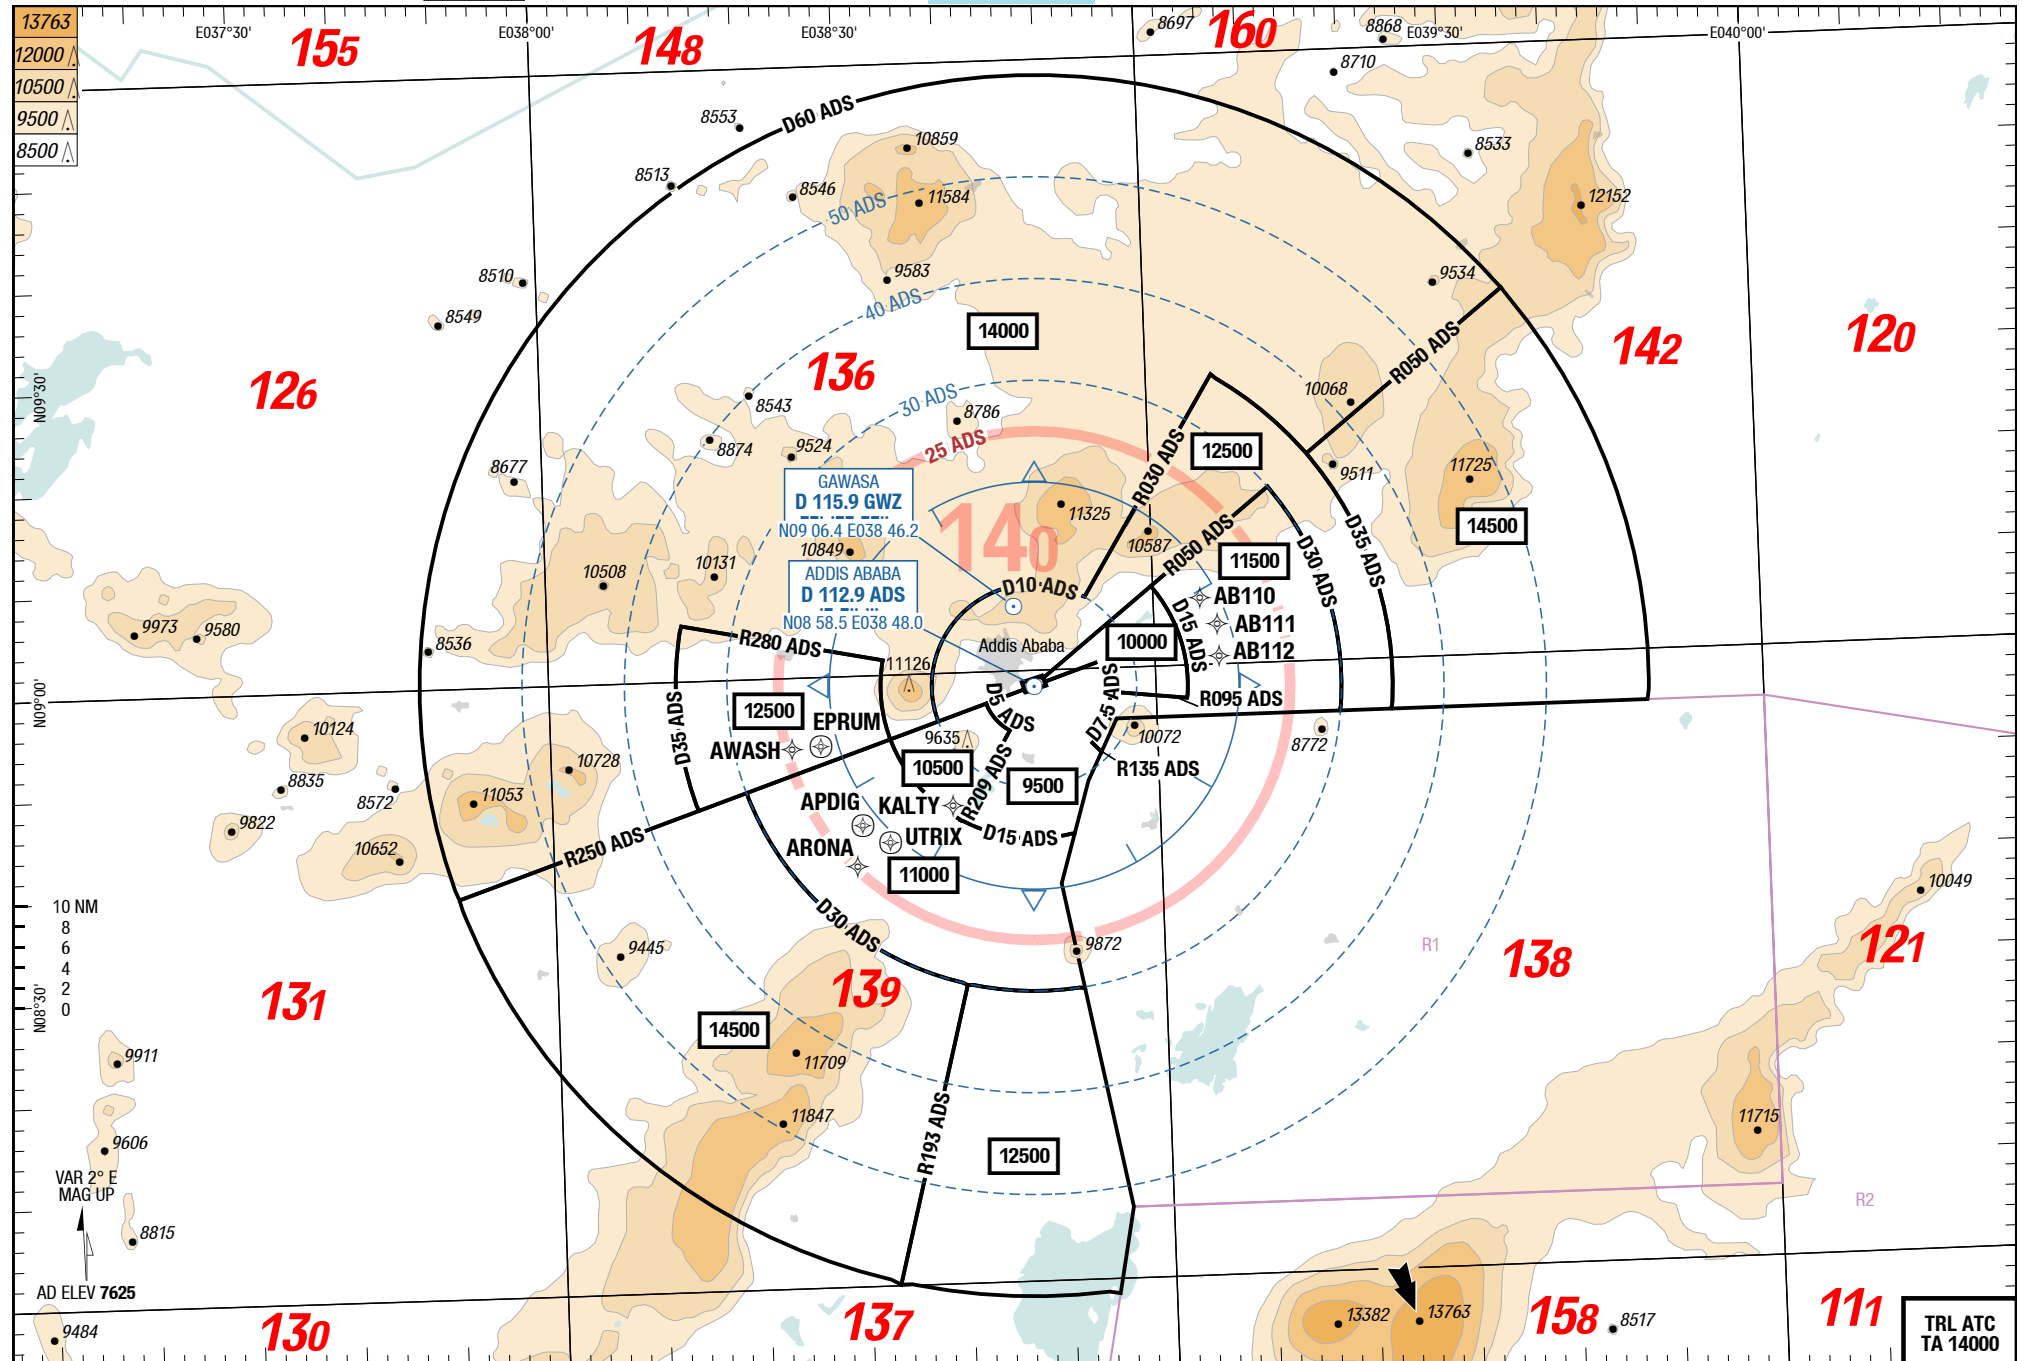 13763
12000
10500
9500
8500
E037°30'
E038°00'
E038°30'
E039°30'
E040°00'
155
148
160
8697
8868
8710
8553
D60 ADS
10859
8533
8513
8546
11584
12152
50 ADS
8510
9583
9534
8549
40 ADS
14000
R050 ADS
142
120
126
136
N09°30'
30 ADS
10068
8543
8786
8874
9524
25 ADS
12500
R030 ADS
9511
11725
8677
GAWASA
D 115.9 GWZ
N09 06.4 E038 46.2
140
11325
14500
10849
10587
R050 ADS
D30 ADS
D35 ADS
10508
10131
11500
ADDIS ABABA
D 112.9 ADS
N08 58.5 E038 48.0
D10 ADS
AB110
AB111
AB112
D15 ADS
9973
9580
8536
R280 ADS
Addis Ababa
10000
11126
N09°00'
R095 ADS
12500
D5 ADS
D7.5 ADS
EPRUM
AWASH
D35 ADS
10124
9635
10072
8772
10728
10500
R135 ADS
8835
8572
11053
9500
R209 ADS
APDIG
KALTY
9822
10652
R250 ADS
UTRIX
D15 ADS
ARONA
11000
10049
10 NM
8
6
4
2
0
N08°30'
D30 ADS
9445
9872
R1
138
121
131
139
14500
11709
9911
11847
11715
9606
R193 ADS
12500
VAR 2° E
MAG UP
R2
8815
AD ELEV 7625
9484
130
137
13382
13763
158
8517
111
TRL ATC
TA 14000